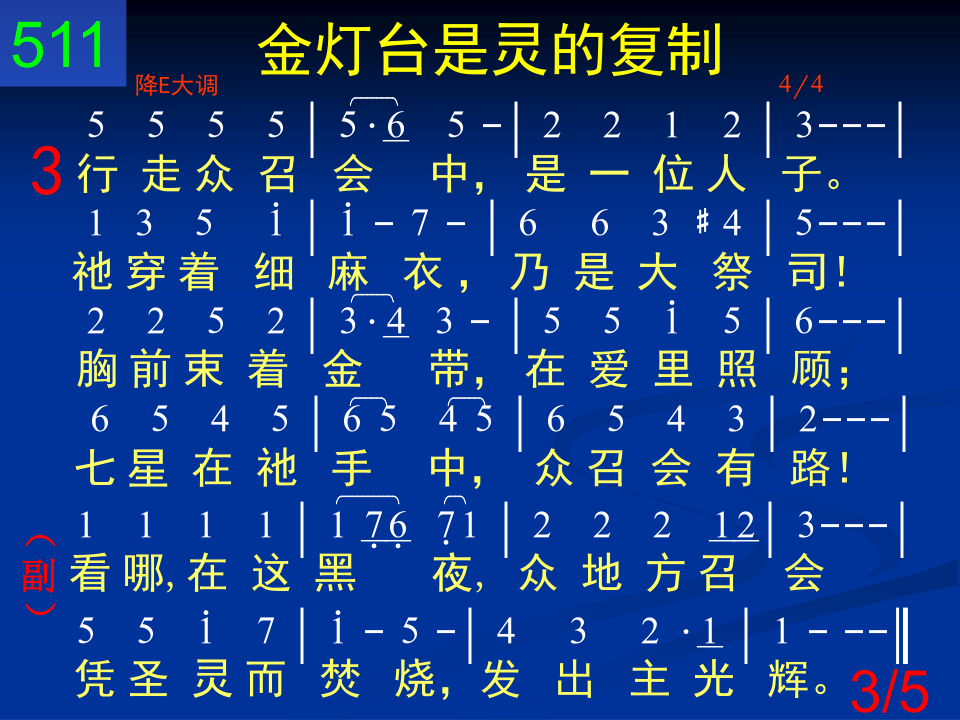 511
金灯台是灵的复制
降E大调 4/4
5 5 5 5 | 5·6 5 - | 2 2 1 2 | 3--- |
3 行走众召会中，是一位人子。
1 3 5 i | i - 7 - | 6 6 3 #4 | 5--- |
祂穿着细麻衣，乃是大祭司！
2 2 5 2 | 3·4 3 - | 5 5 i 5 | 6--- |
胸前束着金带，在爱里照顾；
6 5 4 5 | 6 5 4 5 | 6 5 4 3 | 2--- |
七星在祂手中，众召会有路！
1 1 1 1 | 1 7̣6̣ 7̣1 | 2 2 2 12 | 3--- |
（副）看哪,在这黑夜,众地方召会
5 5 i 7 | i - 5 - | 4 3 2·1 | 1 - -- ‖
凭圣灵而焚烧，发出主光辉。
3/5